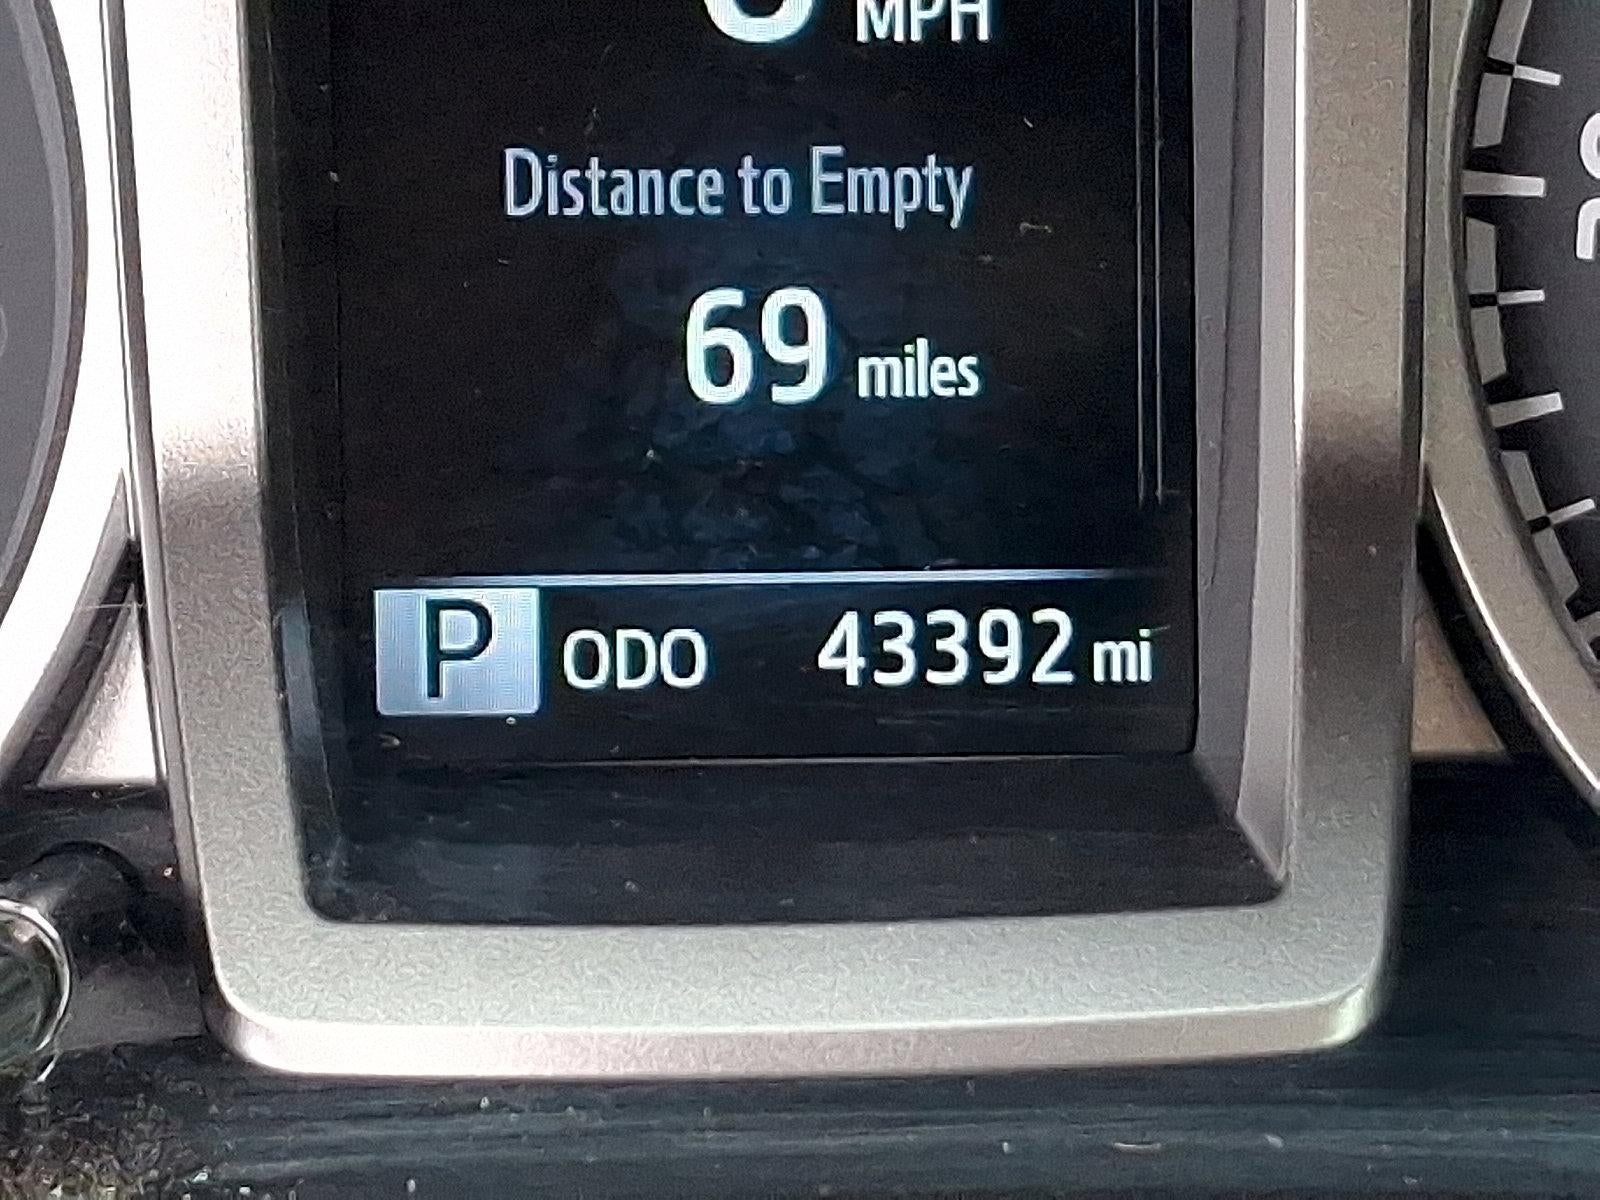 MPH
Distance to Empty
69 miles
P ODO 43392 mi